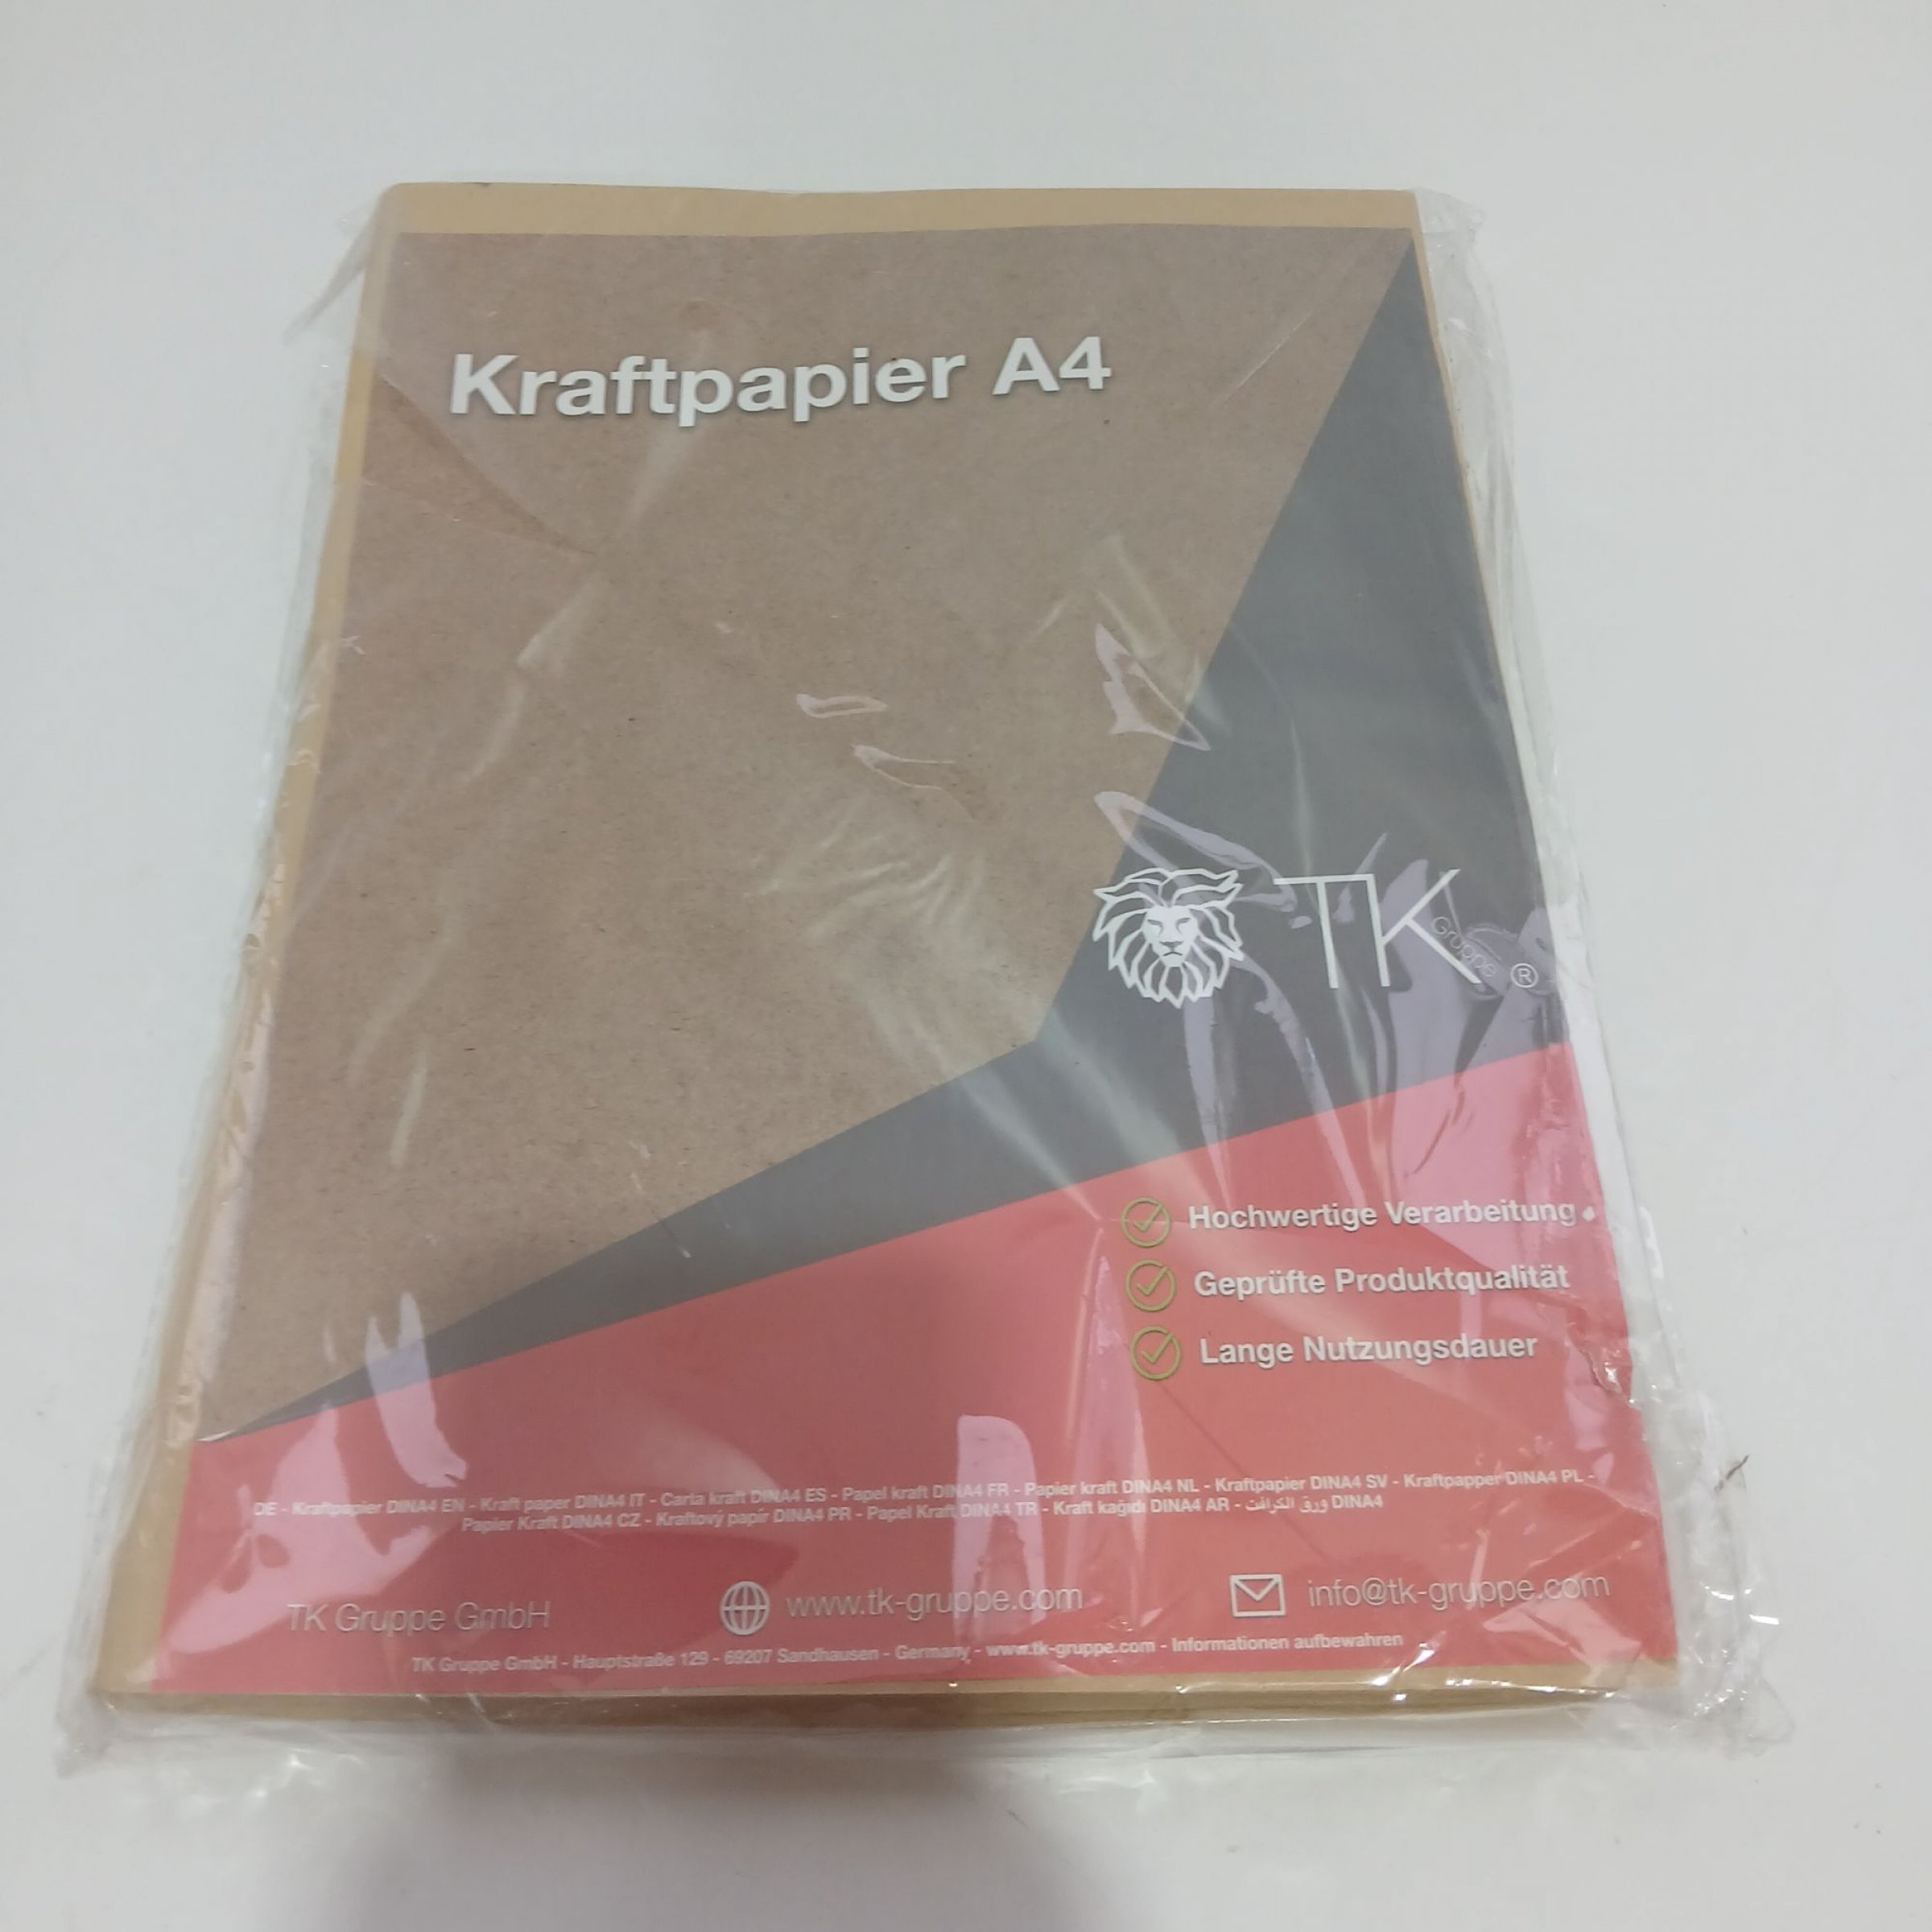 Kraftpapier A4
TK Gruppe ®
Hochwertige Verarbeitung
Geprüfte Produktqualität
Lange Nutzungsdauer
DE - Kraftpapier DINA4 EN - Kraft paper DINA4 IT - Carta kraft DINA4 ES - Papel kraft DINA4 FR - Papier kraft DINA4 NL - Kraftpapier DINA4 SV - Kraftpapper DINA4 PL -
Papier Kraft DINA4 CZ - Kraftový papír DINA4 PR - Papel Kraft DINA4 TR - Kraft kağıdı DINA4 AR - ورق الكرافت DINA4
TK Gruppe GmbH www.tk-gruppe.com info@tk-gruppe.com
TK Gruppe GmbH - Hauptstraße 129 - 69207 Sandhausen - Germany - www.tk-gruppe.com - Informationen aufbewahren